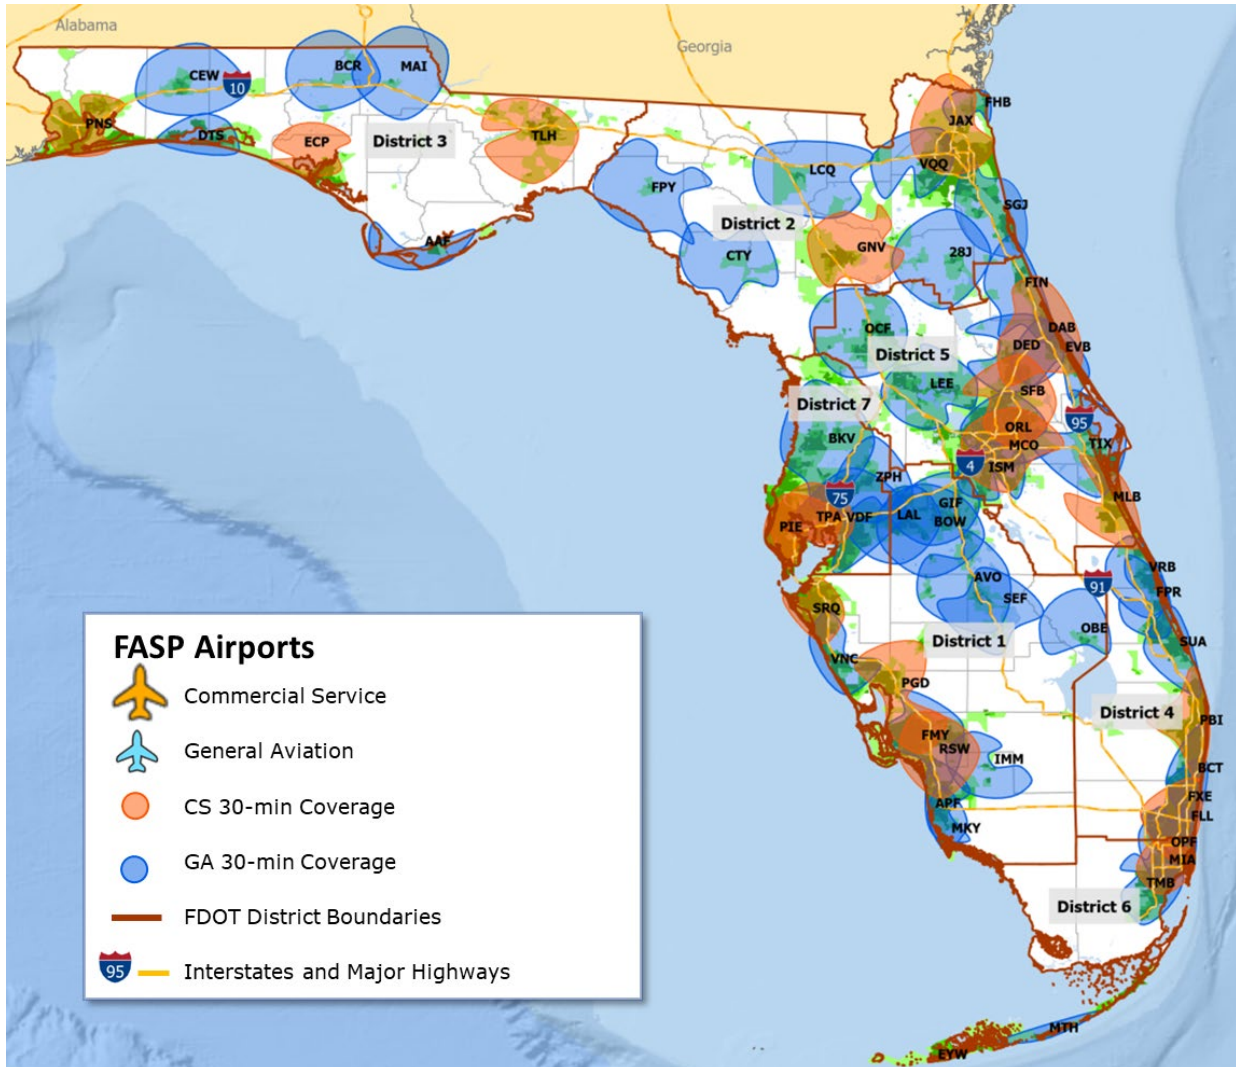 Alabama
Georgia
CEW
BCR
MAI
10
PNS
DTS
ECP
District 3
TLH
AAF
FHB
JAX
VQQ
LCQ
FPY
SGJ
District 2
GNV
28J
CTY
FIN
OCF
DAB
DED
EVB
District 5
LEE
SFB
District 7
ORL
95
BKV
MCO
TIX
4
ISM
ZPH
75
MLB
GIF
PIE
TPA
VDF
LAL
BOW
VRB
AVO
91
FPR
SEF
SRQ
OBE
SUA
District 1
VNC
PGD
District 4
PBI
FMY
RSW
IMM
BCT
APF
FXE
FLL
MKY
OPF
MIA
TMB
District 6
MTH
EYW
FASP Airports
Commercial Service
General Aviation
CS 30-min Coverage
GA 30-min Coverage
FDOT District Boundaries
95
Interstates and Major Highways